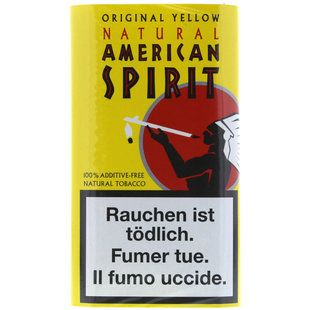 ORIGINAL YELLOW
NATURAL
AMERICAN
SPIRIT
100% ADDITIVE-FREE
NATURAL TOBACCO
Rauchen ist
tödlich.
Fumer tue.
Il fumo uccide.